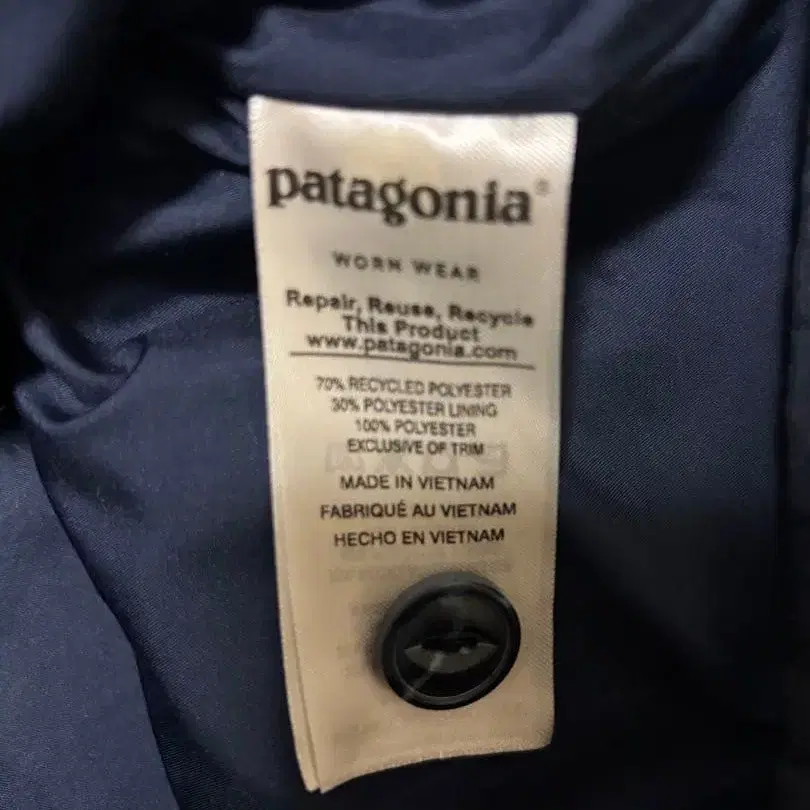 patagonia®
WORN WEAR
Repair, Reuse, Recycle
This Product
www.patagonia.com
70% RECYCLED POLYESTER
30% POLYESTER LINING
100% POLYESTER
EXCLUSIVE OF TRIM
MADE IN VIETNAM
FABRIQUÉ AU VIETNAM
HECHO EN VIETNAM